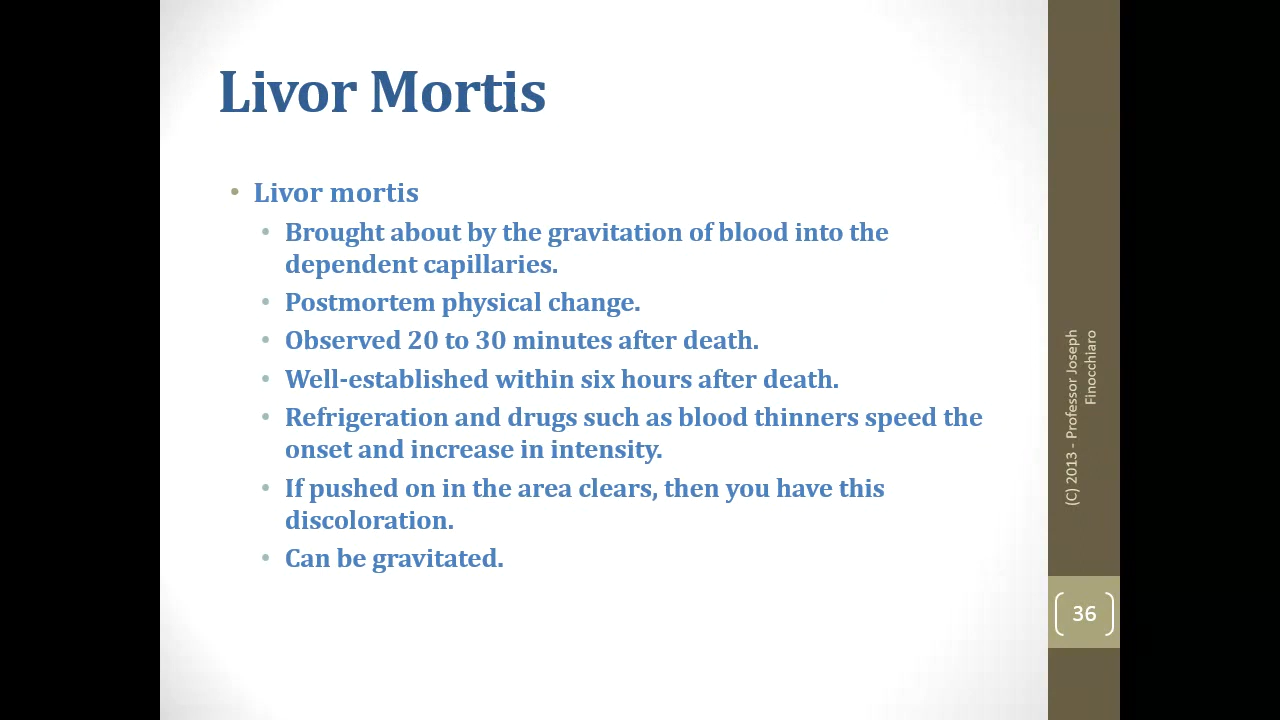 Livor Mortis
• Livor mortis
• Brought about by the gravitation of blood into the
dependent capillaries.
• Postmortem physical change.
• Observed 20 to 30 minutes after death.
• Well-established within six hours after death.
• Refrigeration and drugs such as blood thinners speed the
onset and increase in intensity.
• If pushed on in the area clears, then you have this
discoloration.
• Can be gravitated.
(C) 2013 - Professor Joseph
Finocchiaro
36